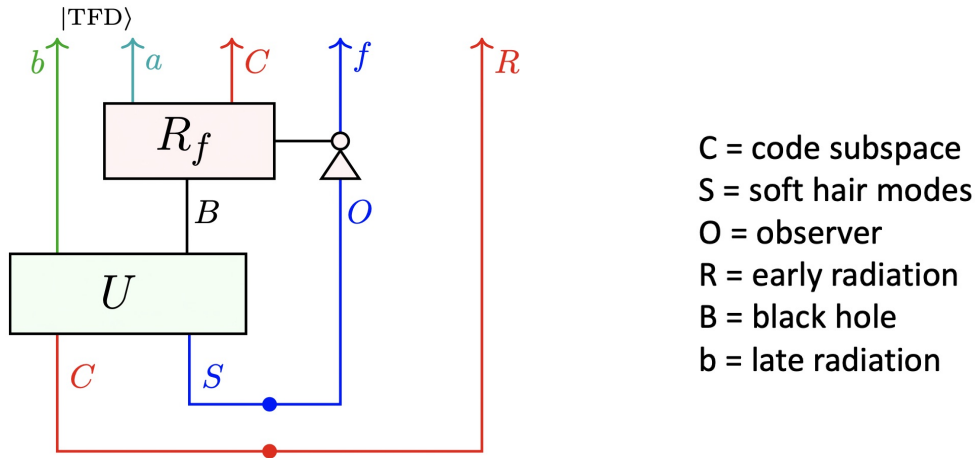 |TFD⟩
b
a
C
f
R
R_f
B
O
U
C
S
C = code subspace
S = soft hair modes
O = observer
R = early radiation
B = black hole
b = late radiation